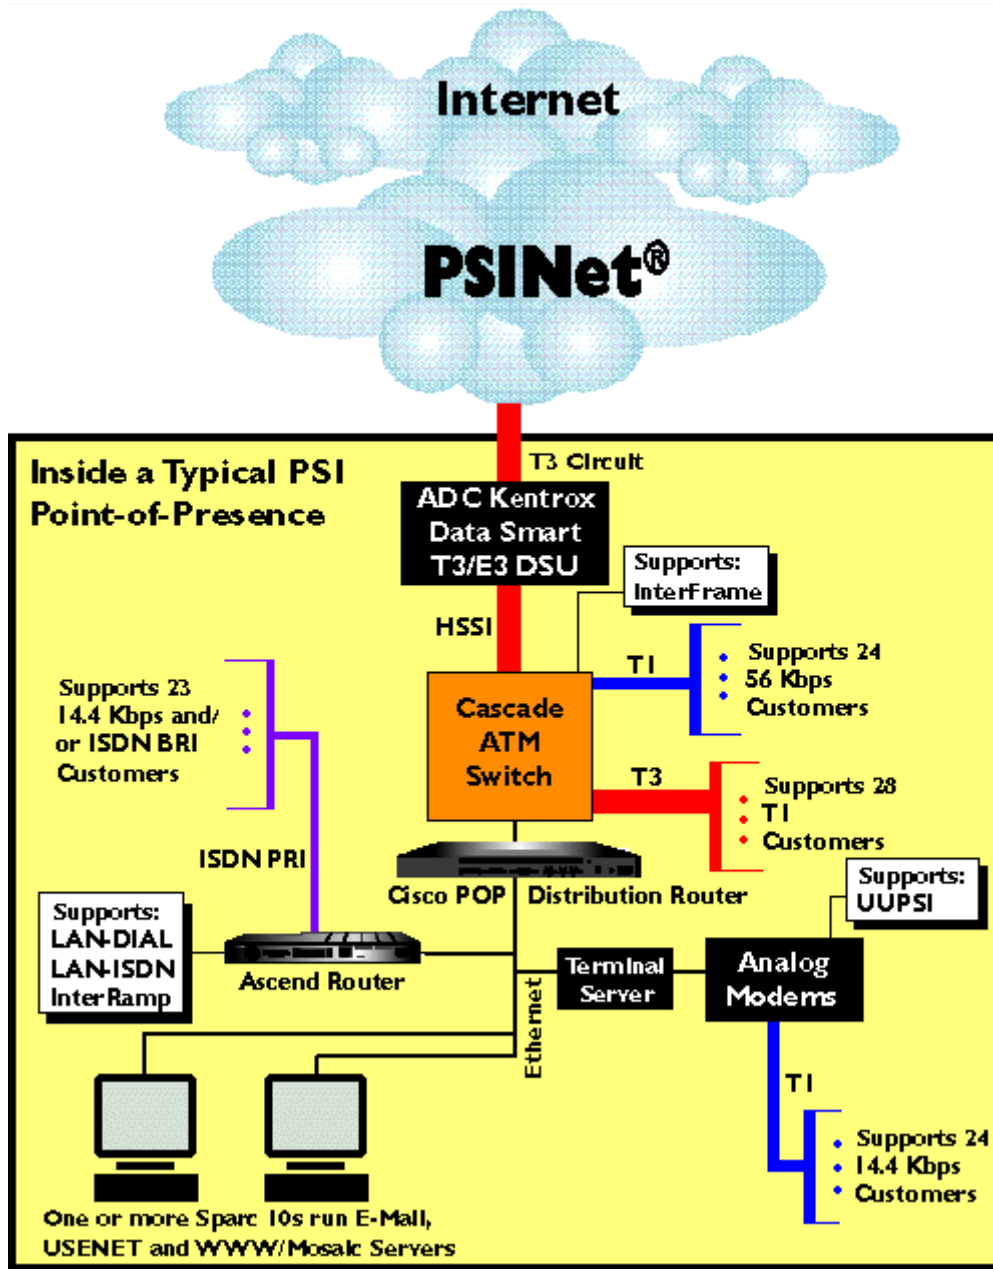 Internet
PSINet®
Inside a Typical PSI
Point-of-Presence
T3 Circuit
ADC Kentrox
Data Smart
T3/E3 DSU
Supports:
InterFrame
HSSI
T1
Supports 24
56 Kbps
Customers
Supports 23
14.4 Kbps and/
or ISDN BRI
Customers
Cascade
ATM
Switch
T3
Supports 28
T1
Customers
ISDN PRI
Cisco POP Distribution Router
Supports:
UUPSI
Supports:
LAN-DIAL
LAN-ISDN
InterRamp
Ascend Router
Ethernet
Terminal
Server
Analog
Modems
T1
Supports 24
14.4 Kbps
Customers
One or more Sparc 10s run E-Mail,
USENET and WWW/Mosaic Servers